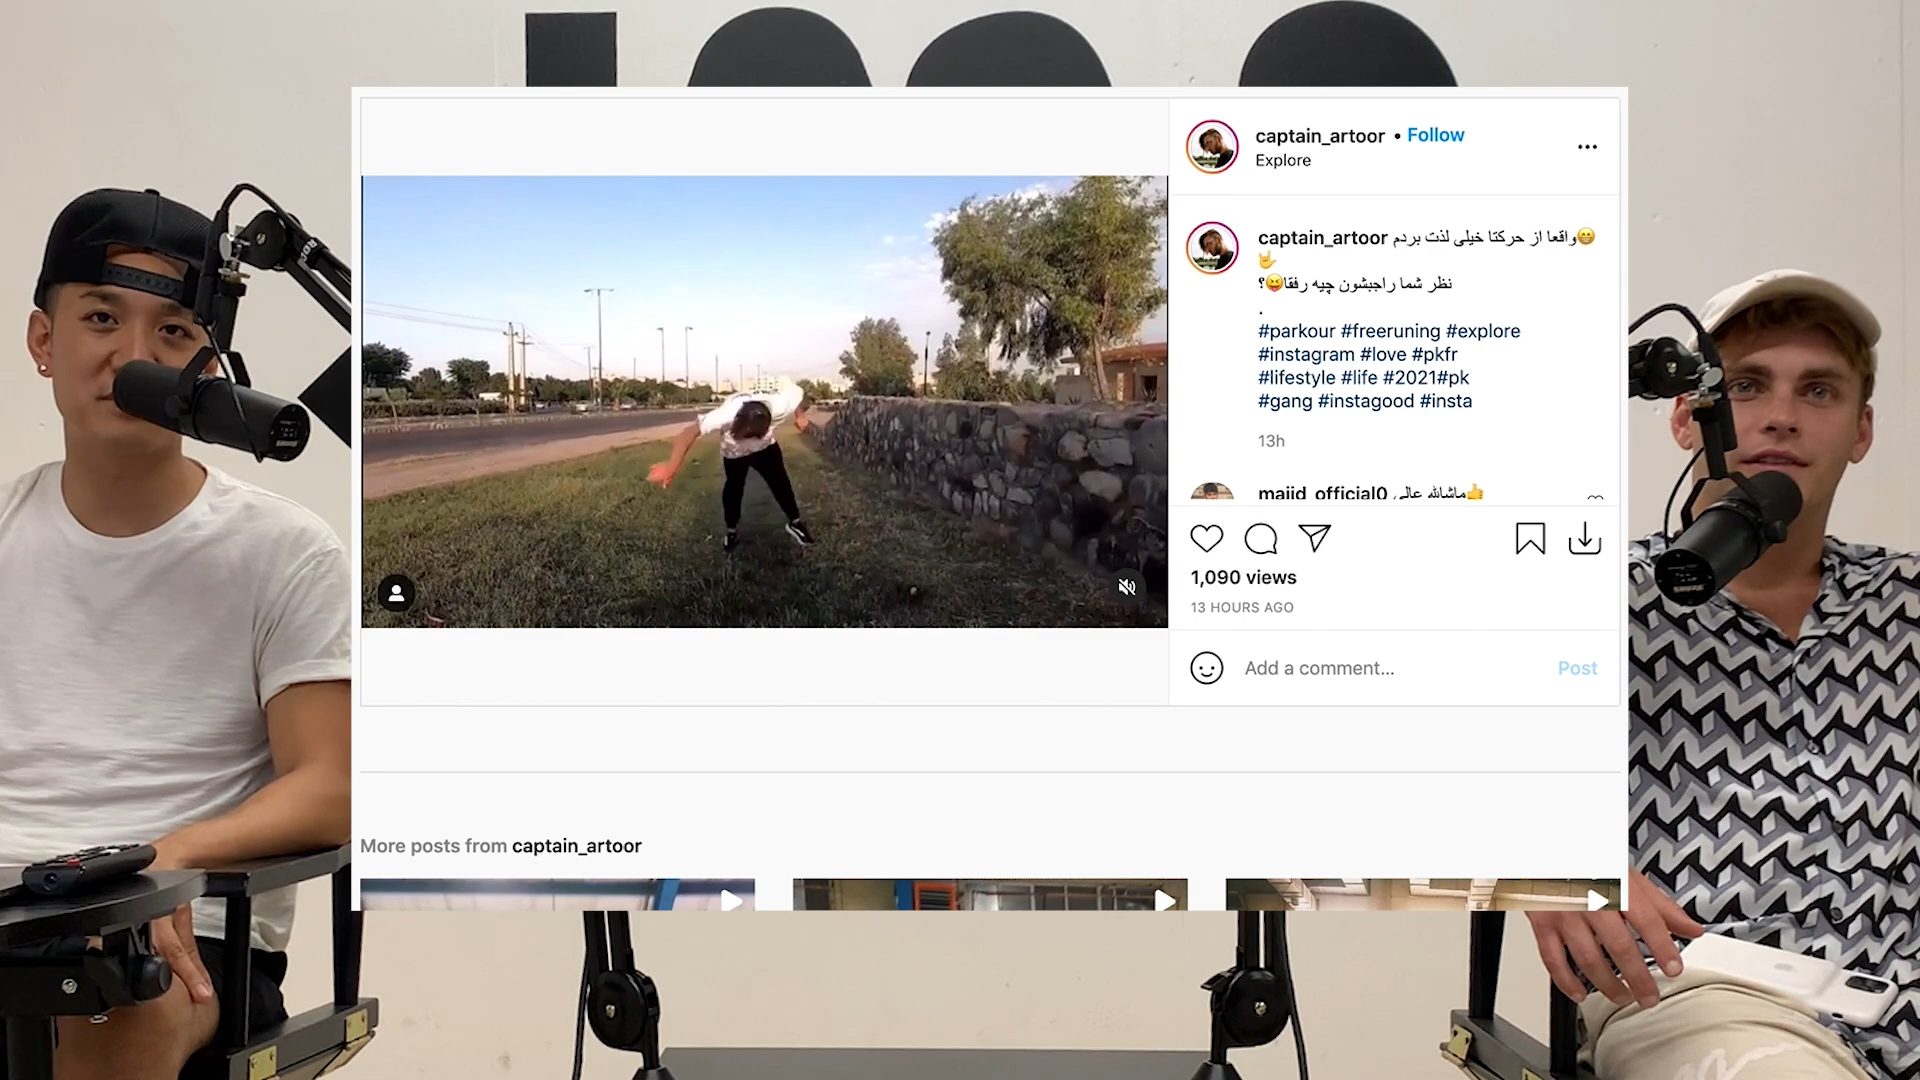 captain_artoor • Follow
Explore
captain_artoor واقعا از حرکتا خیلی لذت بردم😁
🤟
نظر شما راجبشون چیه رفقا😝؟
.
#parkour #freeruning #explore
#instagram #love #pkfr
#lifestyle #life #2021#pk
#gang #instagood #insta
13h
majid_official0 ماشالله عالی👍
1,090 views
13 HOURS AGO
Add a comment... Post
More posts from captain_artoor